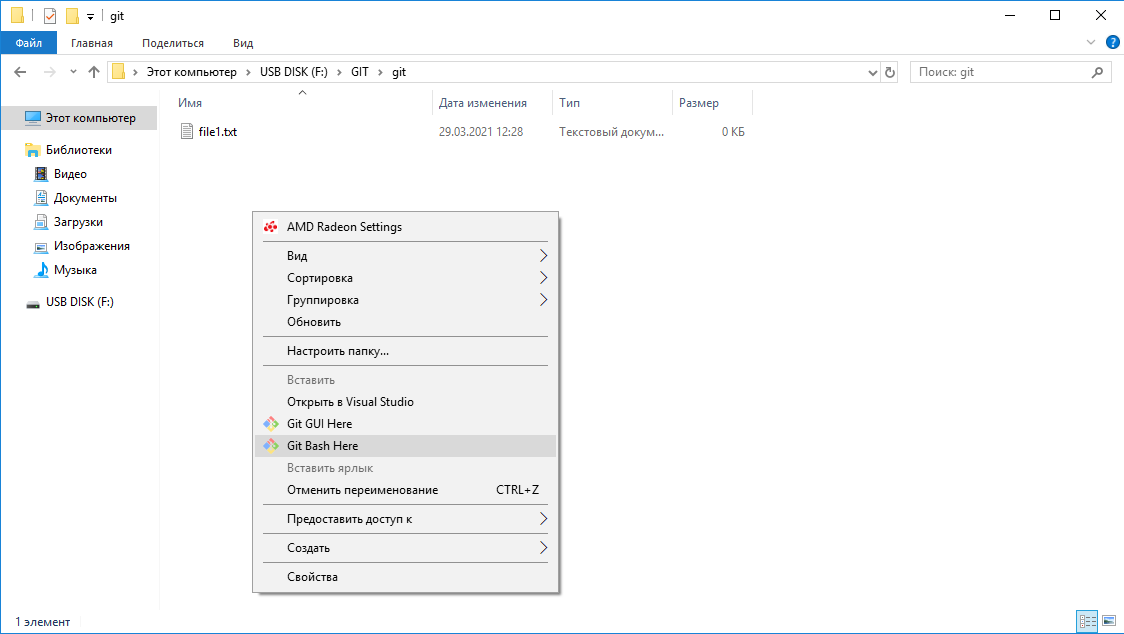 git
Файл Главная Поделиться Вид
Этот компьютер USB DISK (F:) GIT git Поиск: git
Имя Дата изменения Тип Размер
file1.txt 29.03.2021 12:28 Текстовый докум... 0 КБ
Этот компьютер
Библиотеки
Видео
Документы
Загрузки
Изображения
Музыка
USB DISK (F:)
AMD Radeon Settings
Вид
Сортировка
Группировка
Обновить
Настроить папку...
Вставить
Открыть в Visual Studio
Git GUI Here
Git Bash Here
Вставить ярлык
Отменить переименование CTRL+Z
Предоставить доступ к
Создать
Свойства
1 элемент